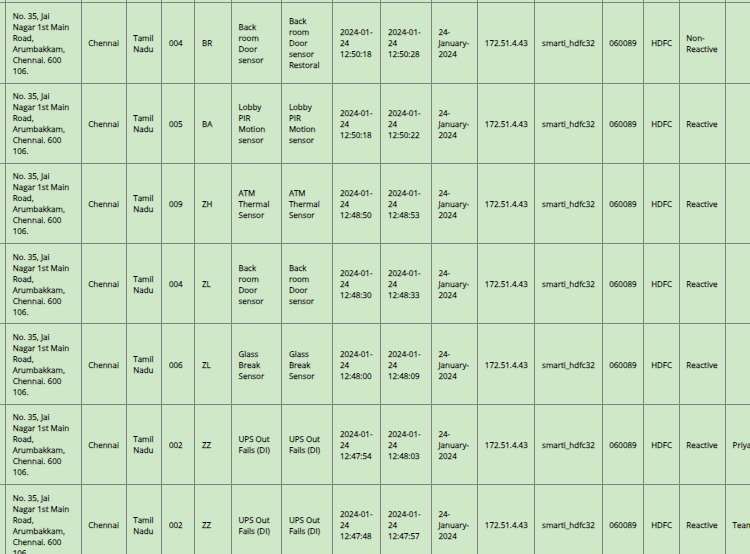 No. 35, Jai Nagar 1st Main Road, Arumbakkam, Chennai. 600 106. Chennai Tamil Nadu 004 BR Back room Door sensor Back room Door sensor Restoral 2024-01-24 12:50:18 2024-01-24 12:50:28 24-January-2024 172.51.4.43 smarti_hdfc32 060089 HDFC Non-Reactive
No. 35, Jai Nagar 1st Main Road, Arumbakkam, Chennai. 600 106. Chennai Tamil Nadu 005 BA Lobby PIR Motion sensor Lobby PIR Motion sensor 2024-01-24 12:50:18 2024-01-24 12:50:22 24-January-2024 172.51.4.43 smarti_hdfc32 060089 HDFC Reactive
No. 35, Jai Nagar 1st Main Road, Arumbakkam, Chennai. 600 106. Chennai Tamil Nadu 009 ZH ATM Thermal Sensor ATM Thermal Sensor 2024-01-24 12:48:50 2024-01-24 12:48:53 24-January-2024 172.51.4.43 smarti_hdfc32 060089 HDFC Reactive
No. 35, Jai Nagar 1st Main Road, Arumbakkam, Chennai. 600 106. Chennai Tamil Nadu 004 ZL Back room Door sensor Back room Door sensor 2024-01-24 12:48:30 2024-01-24 12:48:33 24-January-2024 172.51.4.43 smarti_hdfc32 060089 HDFC Reactive
No. 35, Jai Nagar 1st Main Road, Arumbakkam, Chennai. 600 106. Chennai Tamil Nadu 006 ZL Glass Break Sensor Glass Break Sensor 2024-01-24 12:48:00 2024-01-24 12:48:09 24-January-2024 172.51.4.43 smarti_hdfc32 060089 HDFC Reactive
No. 35, Jai Nagar 1st Main Road, Arumbakkam, Chennai. 600 106. Chennai Tamil Nadu 002 ZZ UPS Out Fails (DI) UPS Out Fails (DI) 2024-01-24 12:47:54 2024-01-24 12:48:03 24-January-2024 172.51.4.43 smarti_hdfc32 060089 HDFC Reactive
No. 35, Jai Nagar 1st Main Road, Arumbakkam, Chennai. 600 106. Chennai Tamil Nadu 002 ZZ UPS Out Fails (DI) UPS Out Fails (DI) 2024-01-24 12:47:48 2024-01-24 12:47:57 24-January-2024 172.51.4.43 smarti_hdfc32 060089 HDFC Reactive